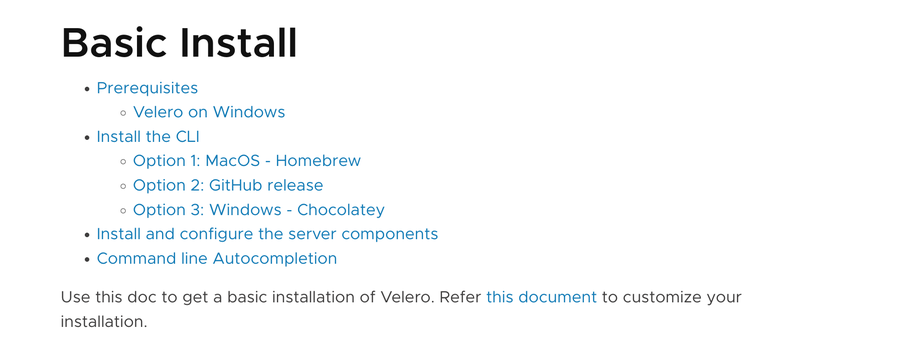 Basic Install
• Prerequisites
◦ Velero on Windows
• Install the CLI
◦ Option 1: MacOS - Homebrew
◦ Option 2: GitHub release
◦ Option 3: Windows - Chocolatey
• Install and configure the server components
• Command line Autocompletion
Use this doc to get a basic installation of Velero. Refer this document to customize your
installation.